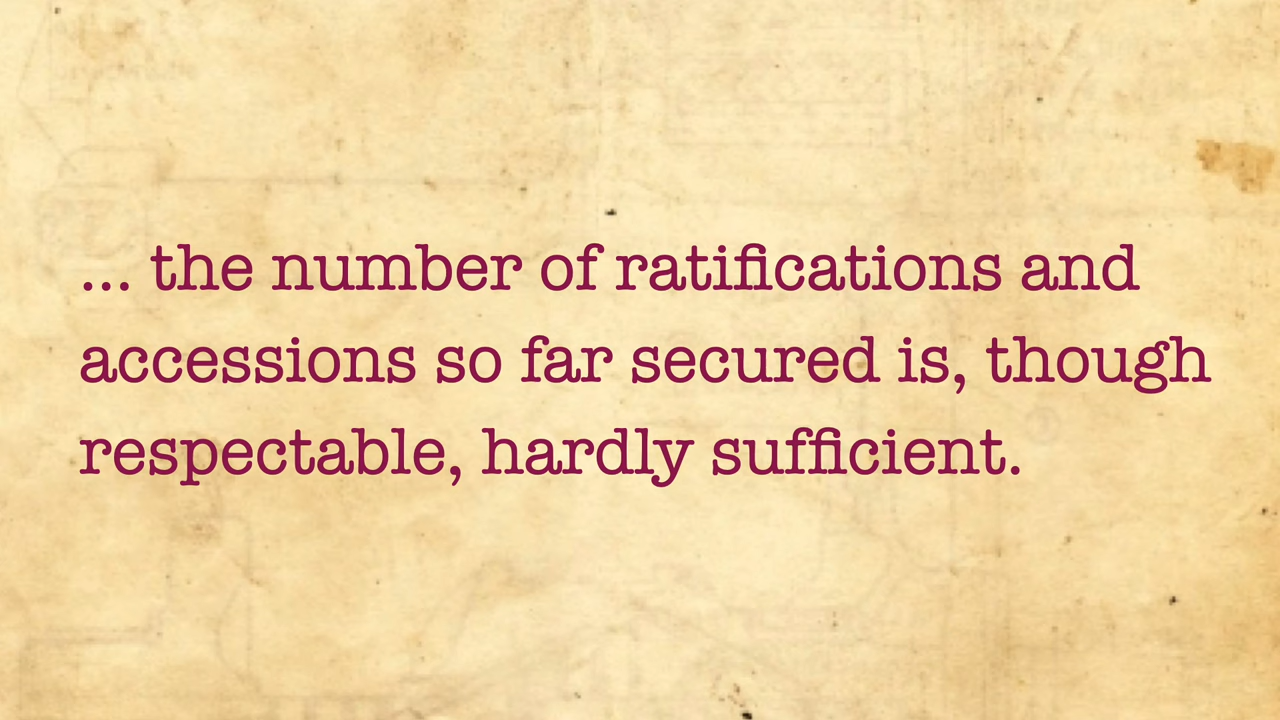 ... the number of ratifications and
accessions so far secured is, though
respectable, hardly sufficient.